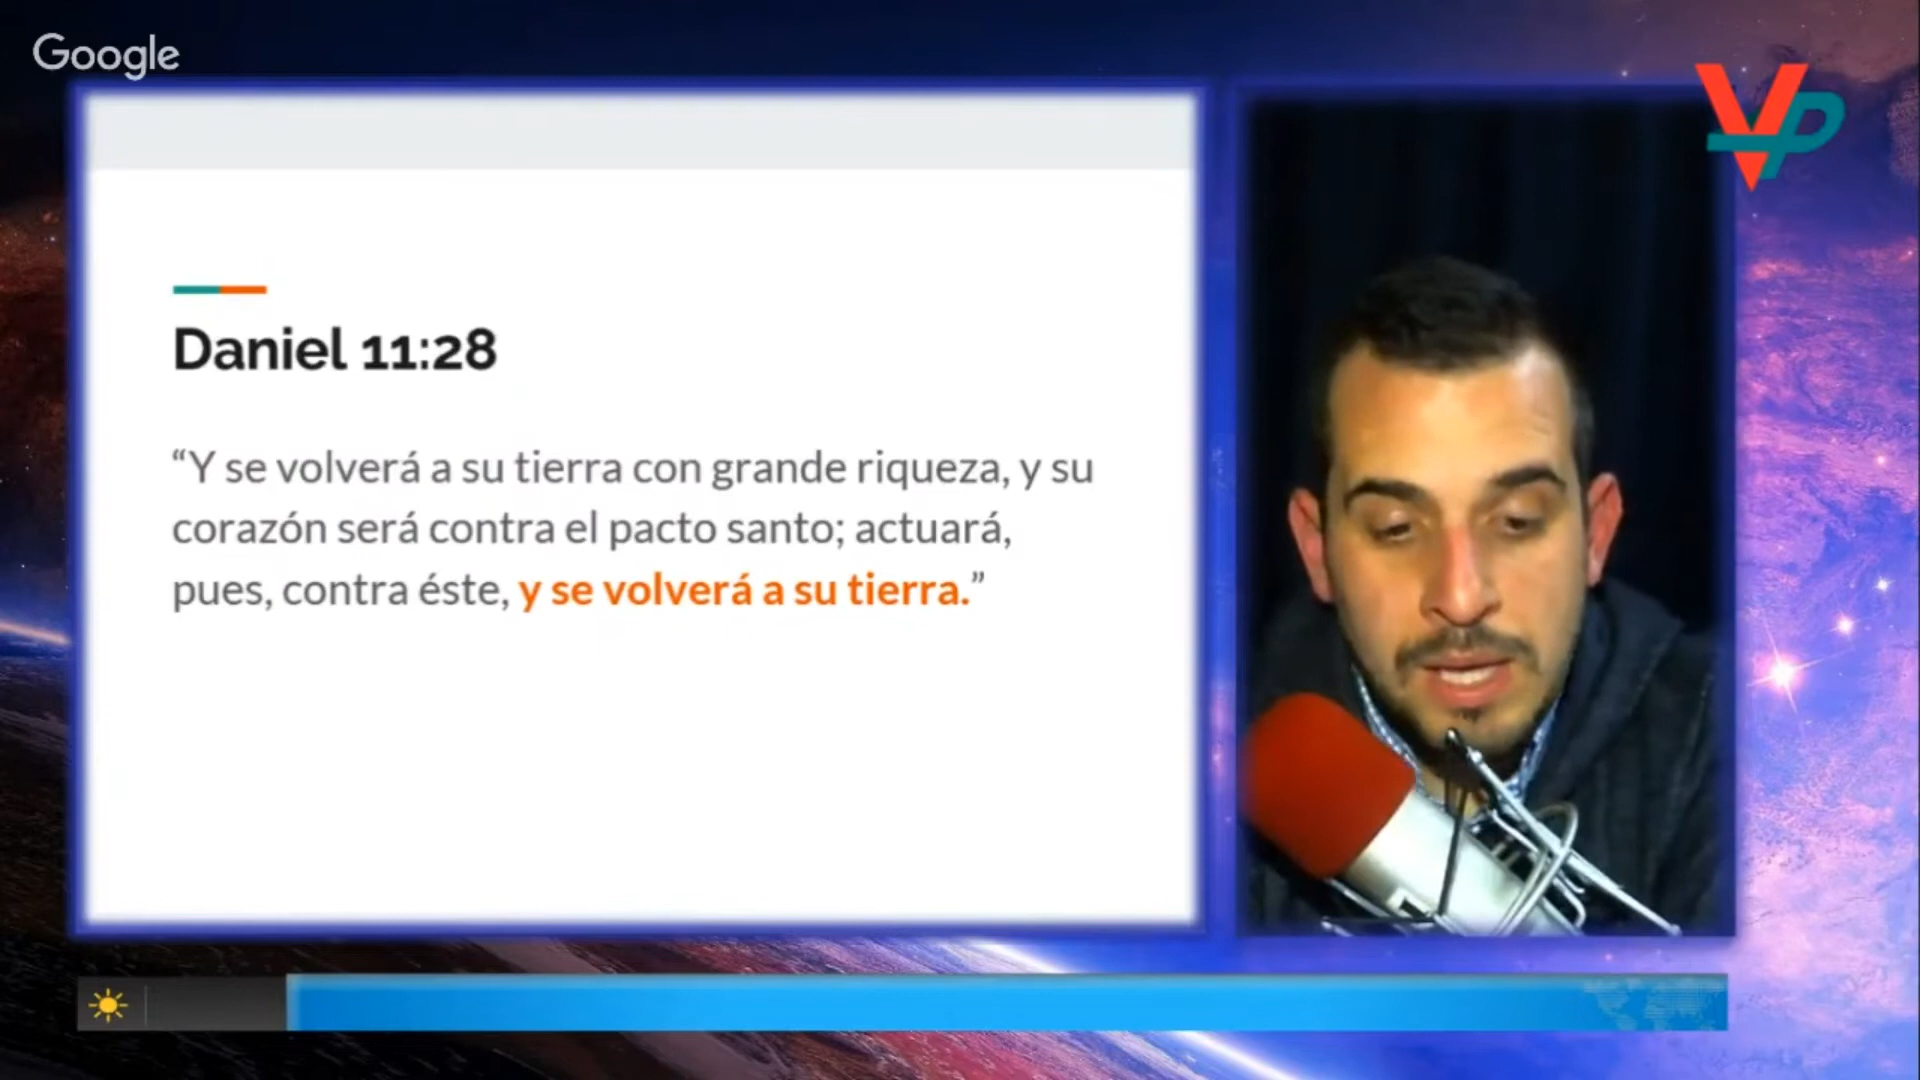 Google
VP
Daniel 11:28
“Y se volverá a su tierra con grande riqueza, y su
corazón será contra el pacto santo; actuará,
pues, contra éste, y se volverá a su tierra.”